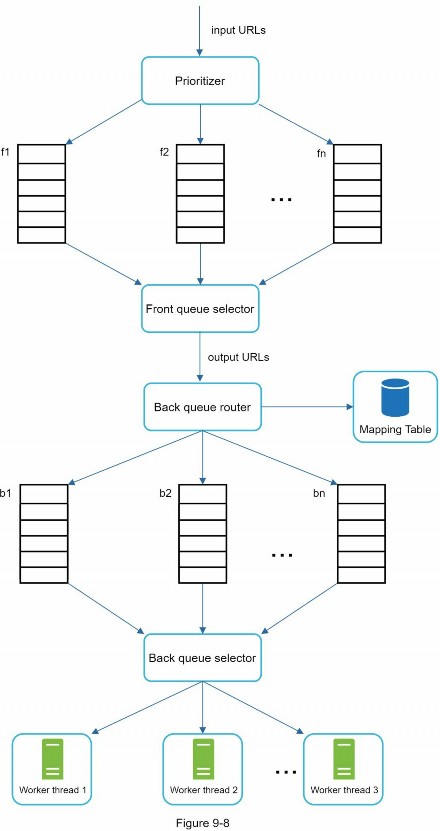 input URLs
Prioritizer
f1
f2
fn
...
Front queue selector
output URLs
Back queue router
Mapping Table
b1
b2
bn
...
Back queue selector
...
Worker thread 1
Worker thread 2
Worker thread 3
Figure 9-8